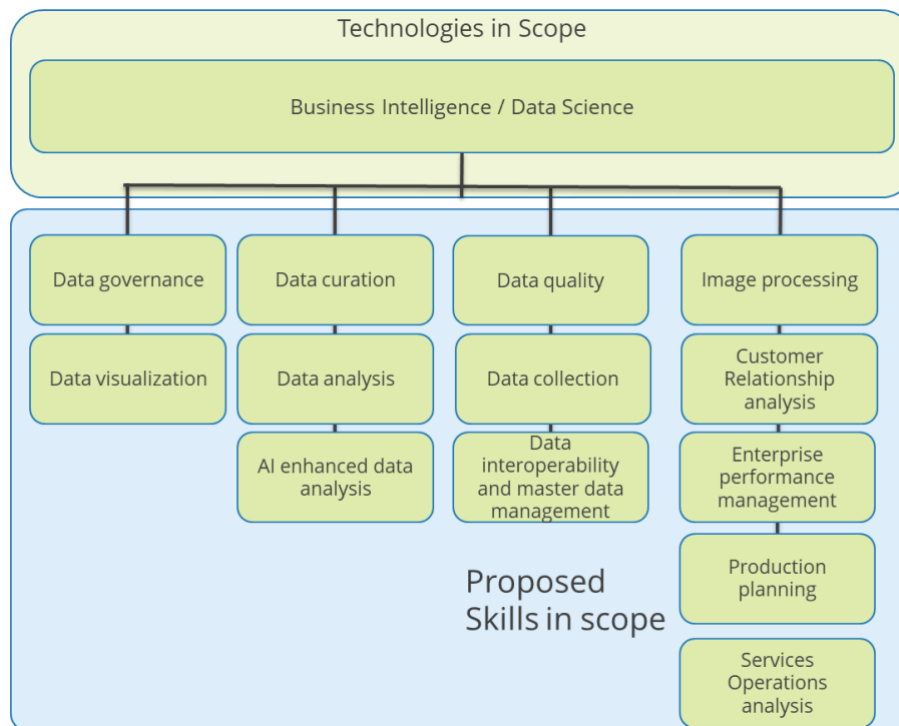 Technologies in Scope
Business Intelligence / Data Science
Data governance
Data curation
Data quality
Image processing
Data visualization
Data analysis
Data collection
Customer
Relationship
analysis
AI enhanced data
analysis
Data
interoperability
and master data
management
Enterprise
performance
management
Proposed
Skills in scope
Production
planning
Services
Operations
analysis